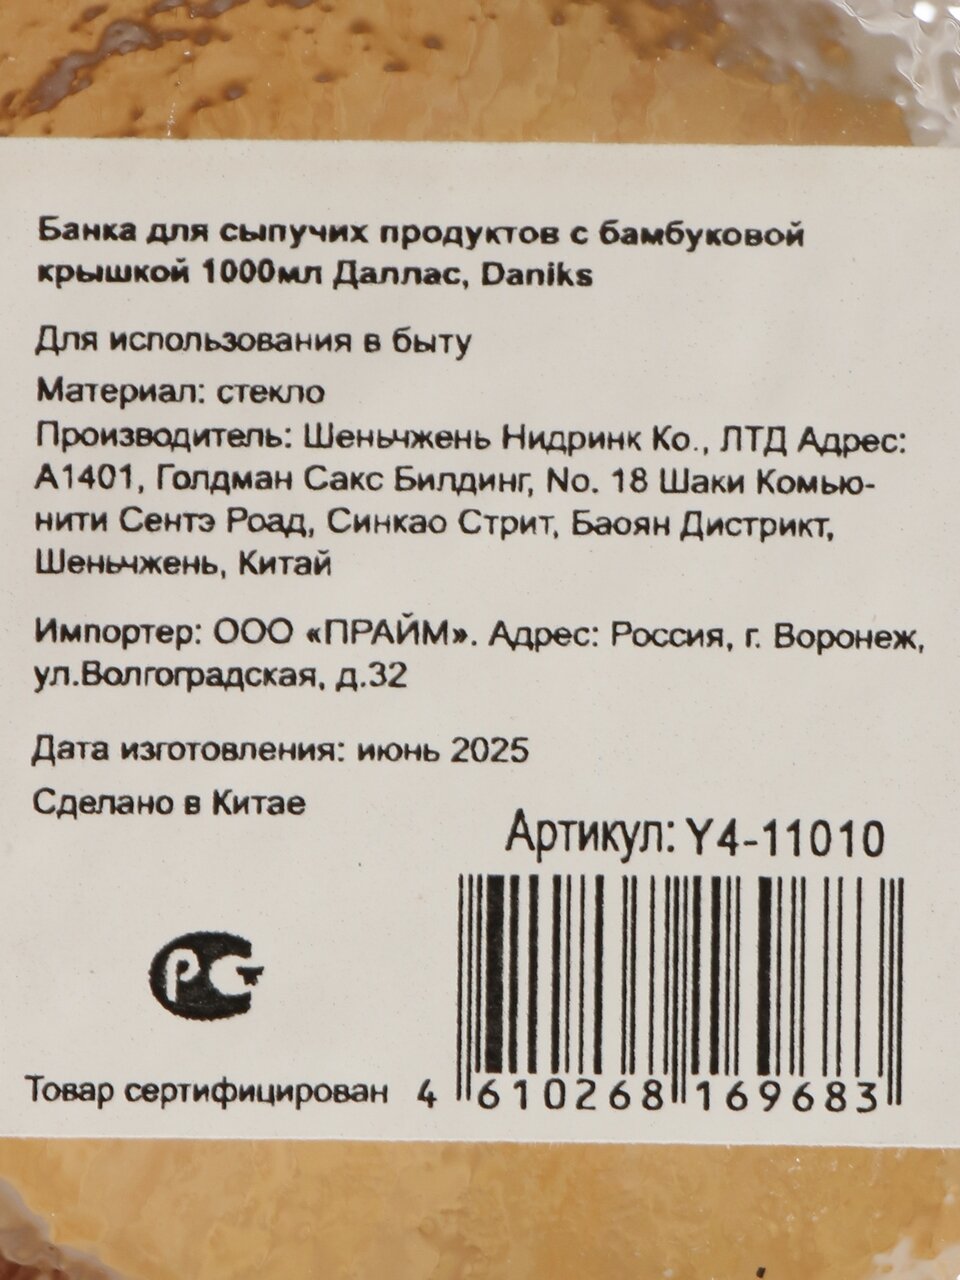 Банка для сыпучих продуктов с бамбуковой
крышкой 1000мл Даллас, Daniks
Для использования в быту
Материал: стекло
Производитель: Шеньчжень Нидринк Ко., ЛТД Адрес:
А1401, Голдман Сакс Билдинг, No. 18 Шаки Комью-
нити Сентэ Роад, Синкао Стрит, Баоян Дистрикт,
Шеньчжень, Китай
Импортер: ООО «ПРАЙМ». Адрес: Россия, г. Воронеж,
ул.Волгоградская, д.32
Дата изготовления: июнь 2025
Сделано в Китае
Артикул: Y4-11010
РСТ
Товар сертифицирован
4 610268 169683